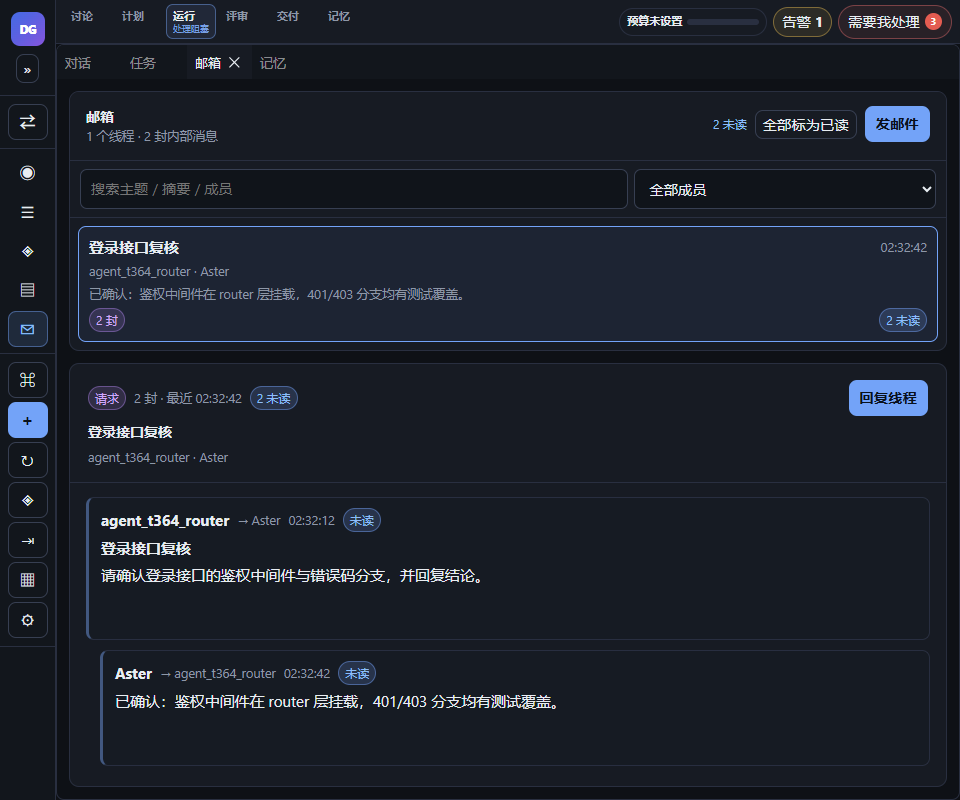 DG
讨论
计划
运行
处理阻塞
评审
交付
记忆
预算未设置
告警 1
需要我处理 3
»
对话
任务
邮箱
记忆
邮箱
1 个线程 · 2 封内部消息
2 未读
全部标为已读
发邮件
搜索主题 / 摘要 / 成员
全部成员
登录接口复核
02:32:42
agent_t364_router · Aster
已确认：鉴权中间件在 router 层挂载，401/403 分支均有测试覆盖。
2 封
2 未读
请求
2 封 · 最近 02:32:42
2 未读
回复线程
登录接口复核
agent_t364_router · Aster
agent_t364_router → Aster 02:32:12 未读
登录接口复核
请确认登录接口的鉴权中间件与错误码分支，并回复结论。
Aster → agent_t364_router 02:32:42 未读
已确认：鉴权中间件在 router 层挂载，401/403 分支均有测试覆盖。